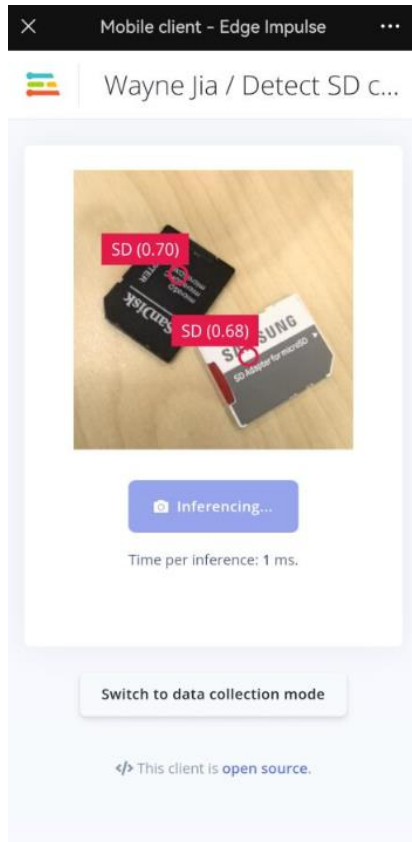 Mobile client – Edge Impulse
Wayne Jia / Detect SD c...
SD (0.70)
microSD
SanDisk
SD (0.68)
SAMSUNG
SD Adapter for microSD
Inferencing...
Time per inference: 1 ms.
Switch to data collection mode
</> This client is open source.